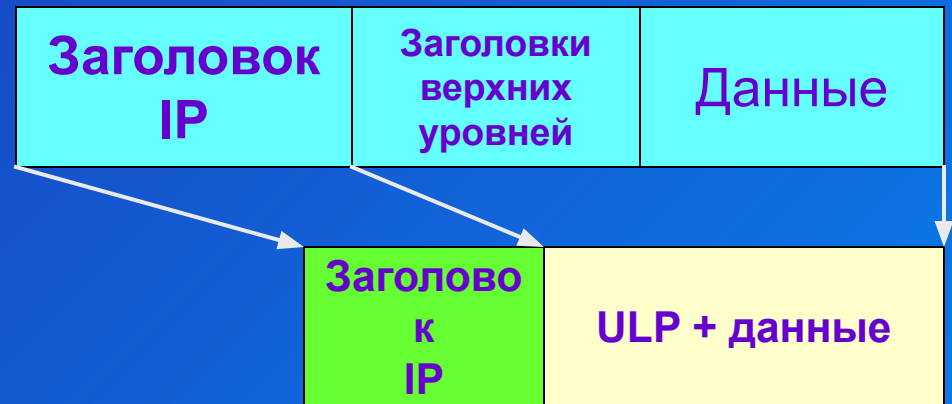 Заголовок
IP
Заголовки
верхних
уровней
Данные
Заголово
к
IP
ULP + данные